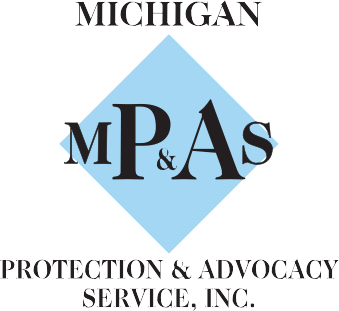 MICHIGAN
MP&AS
PROTECTION & ADVOCACY
SERVICE, INC.